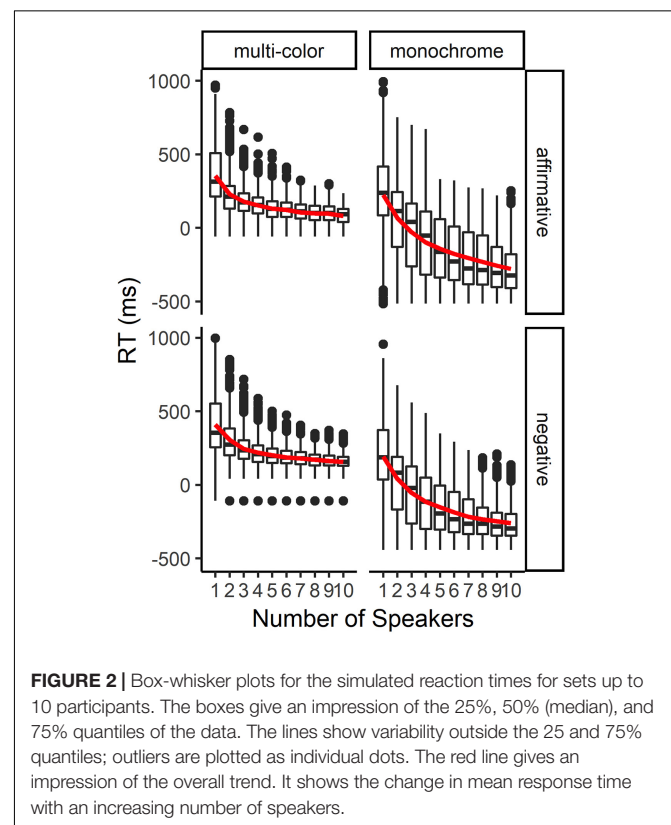 multi-color
monochrome
1000
500
0
-500
affirmative
1000
500
0
-500
negative
RT (ms)
1 2 3 4 5 6 7 8 9 10
1 2 3 4 5 6 7 8 9 10
Number of Speakers
FIGURE 2 | Box-whisker plots for the simulated reaction times for sets up to
10 participants. The boxes give an impression of the 25%, 50% (median), and
75% quantiles of the data. The lines show variability outside the 25 and 75%
quantiles; outliers are plotted as individual dots. The red line gives an
impression of the overall trend. It shows the change in mean response time
with an increasing number of speakers.